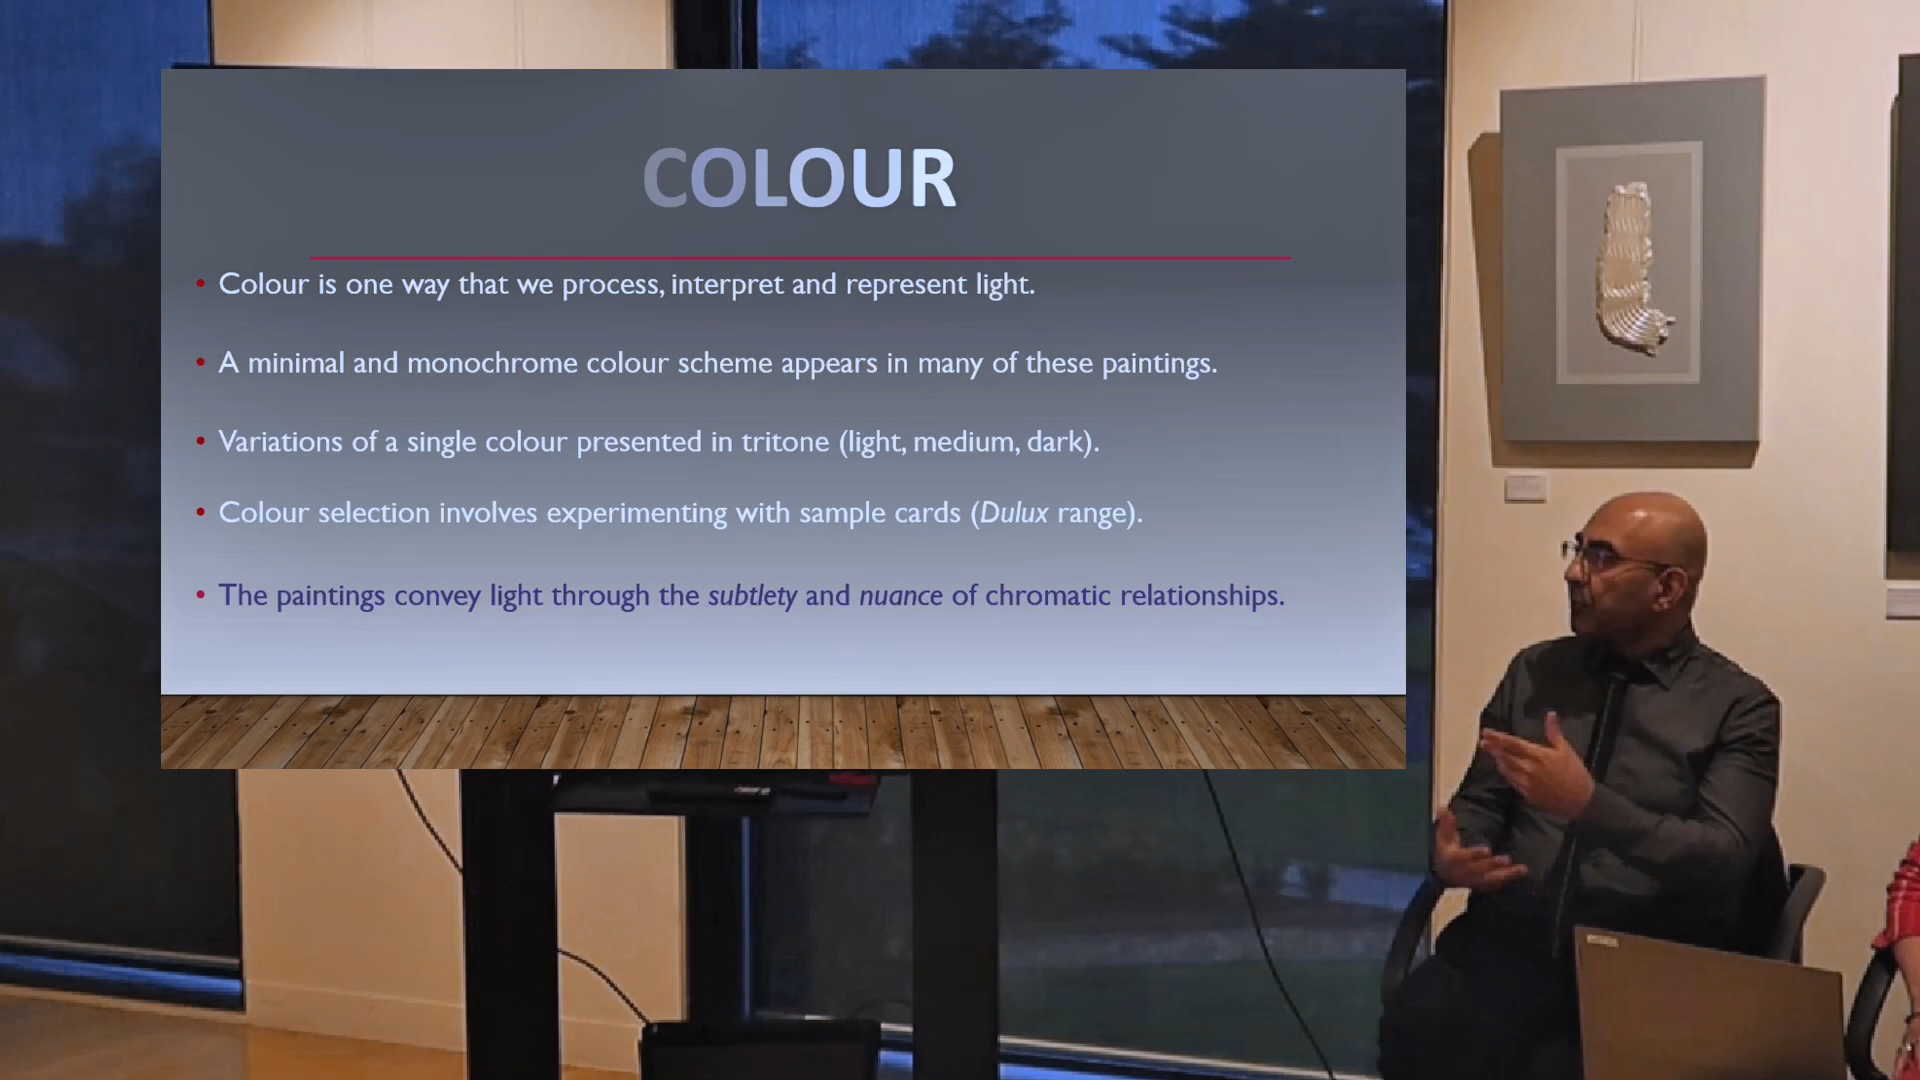 COLOUR
• Colour is one way that we process, interpret and represent light.
• A minimal and monochrome colour scheme appears in many of these paintings.
• Variations of a single colour presented in tritone (light, medium, dark).
• Colour selection involves experimenting with sample cards (Dulux range).
• The paintings convey light through the subtlety and nuance of chromatic relationships.